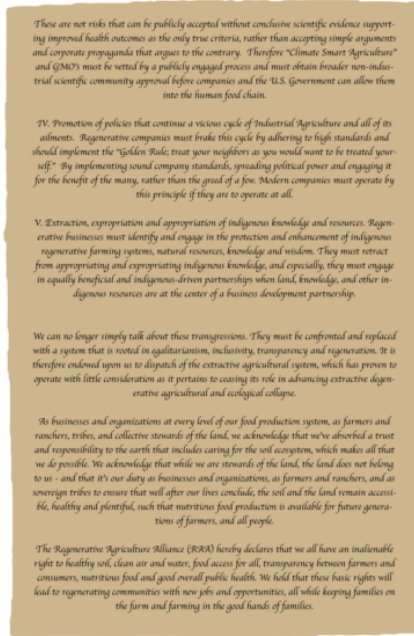 These are not risks that can be publicly accepted without conclusive scientific evidence support-
ing improved health outcomes as the only true criteria, rather than accepting simple arguments
and corporate propaganda that argues to the contrary. Therefore "Climate Smart Agriculture"
and GMO's must be vetted by a publically engaged process and must obtain broader non-indus-
trial scientific community approval before companies and the U.S. Government can allow them
into the human food chain.
IV. Promotion of policies that continue a vicious cycle of Industrial Agriculture and all of its
ailments. Regenerative companies must brake this cycle by adhering to high standards and
should implement the "Golden Rule; treat your neighbors as you would want to be treated your-
self." By implementing sound company standards, spreading political power and engaging it
for the benefit of the many, rather than the greed of a few. Modern companies must operate by
this principle if they are to operate at all.
V. Extraction, expropriation and appropriation of indigenous knowledge and resources. Regen-
erative businesses must identify and engage in the protection and enhancement of indigenous
regenerative farming systems, natural resources, knowledge and wisdom. They must retract
from appropriating and expropriating indigenous knowledge, and especially, they must engage
in equally beneficial and indigenous-driven partnerships when land, knowledge, and other in-
digenous resources are at the center of a business development partnership.
We can no longer simply talk about these transgressions. They must be confronted and replaced
with a system that is rooted in egalitarianism, inclusivity, transparency and regeneration. It is
therefore endowed upon us to dispatch of the extractive agricultural system, which has proven to
operate with little consideration as it pertains to ceasing its role in advancing extractive degen-
erative agricultural and ecological collapse.
As businesses and organizations at every level of our food production system, as farmers and
ranchers, tribes, and collective stewards of the land, we acknowledge that we've absorbed a trust
and responsibility to the earth that includes caring for the soil ecosystem, which makes all that
we do possible. We acknowledge that while we are stewards of the land, the land does not belong
to us - and that it's our duty as businesses and organizations, as farmers and ranchers, and as
sovereign tribes to ensure that well after our lives conclude, the soil and the land remain accessi-
ble, healthy and plentiful, such that nutritious food production is available for future genera-
tions of farmers, and all people.
The Regenerative Agriculture Alliance (RAA) hereby declares that we all have an inalienable
right to healthy soil, clean air and water, food access for all, transparency between farmers and
consumers, nutritious food and good overall public health. We hold that these basic rights will
lead to regenerating communities with new jobs and opportunities, all while keeping families on
the farm and farming in the good hands of families.